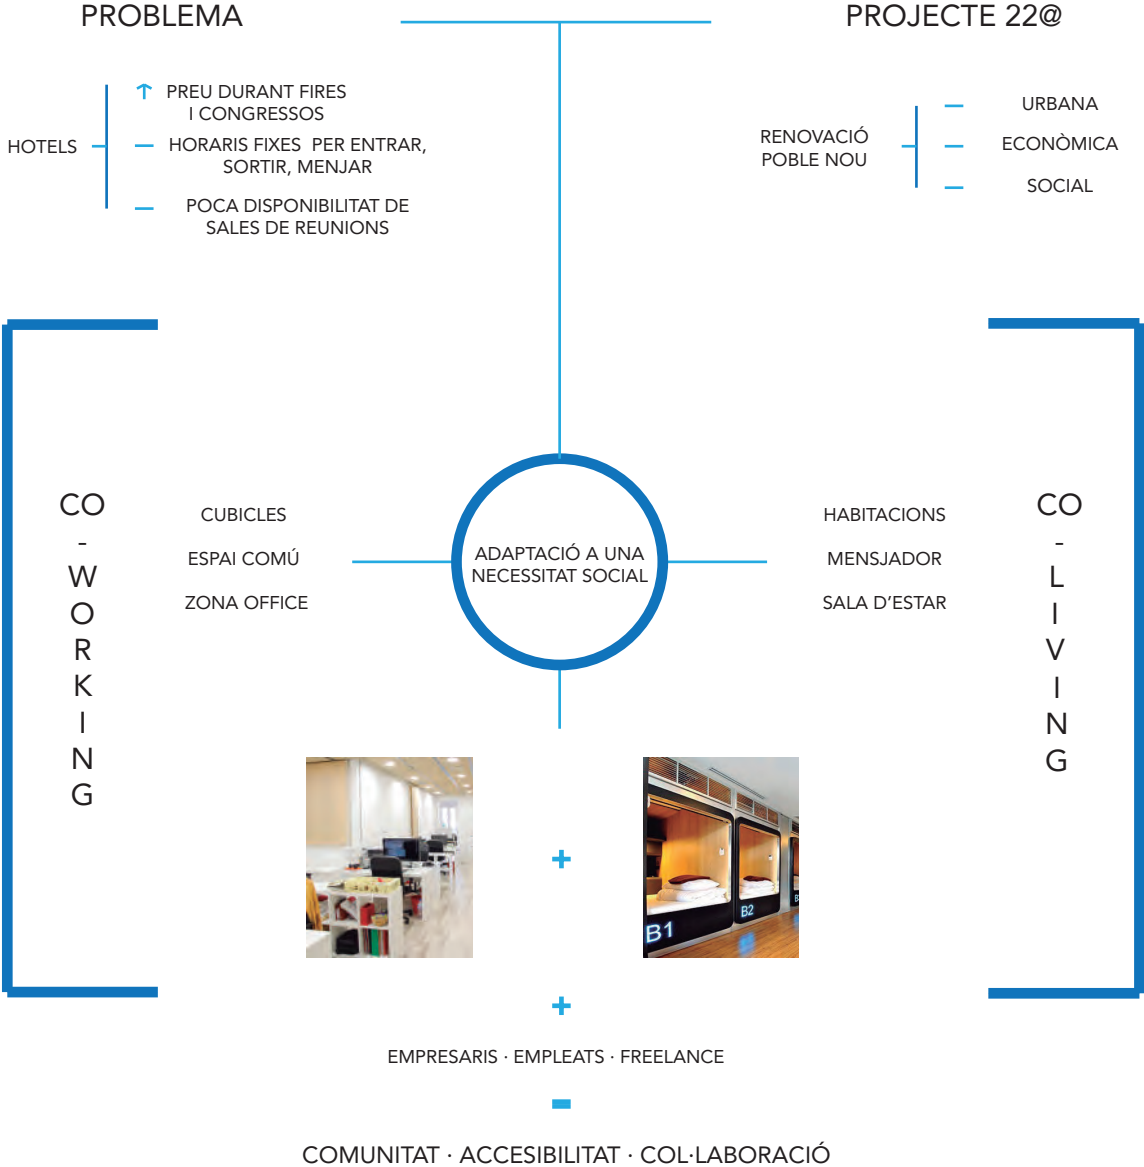 PROBLEMA
PROJECTE 22@
HOTELS
↑ PREU DURANT FIRES
I CONGRESSOS
HORARIS FIXES PER ENTRAR,
SORTIR, MENJAR
POCA DISPONIBILITAT DE
SALES DE REUNIONS
RENOVACIÓ
POBLE NOU
URBANA
ECONÒMICA
SOCIAL
CO
-
W
O
R
K
I
N
G
CUBICLES
ESPAI COMÚ
ZONA OFFICE
ADAPTACIÓ A UNA
NECESSITAT SOCIAL
HABITACIONS
MENSJADOR
SALA D'ESTAR
CO
-
L
I
V
I
N
G
+
B1
B2
+
EMPRESARIS · EMPLEATS · FREELANCE
-
COMUNITAT · ACCESIBILITAT · COL·LABORACIÓ